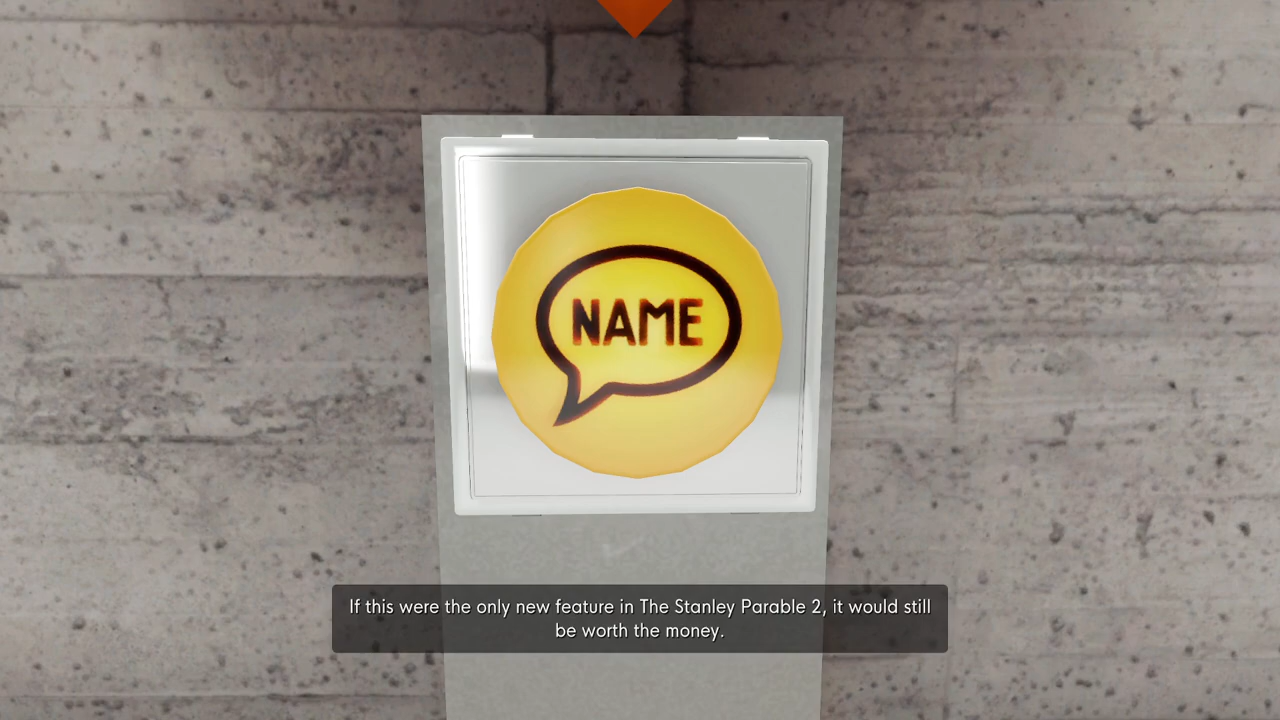 NAME
If this were the only new feature in The Stanley Parable 2, it would still
be worth the money.